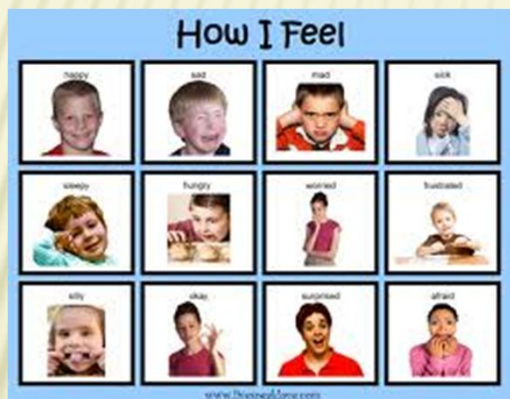 How I Feel
happy sad mad sick
sleepy hungry worried frustrated
silly okay surprised afraid